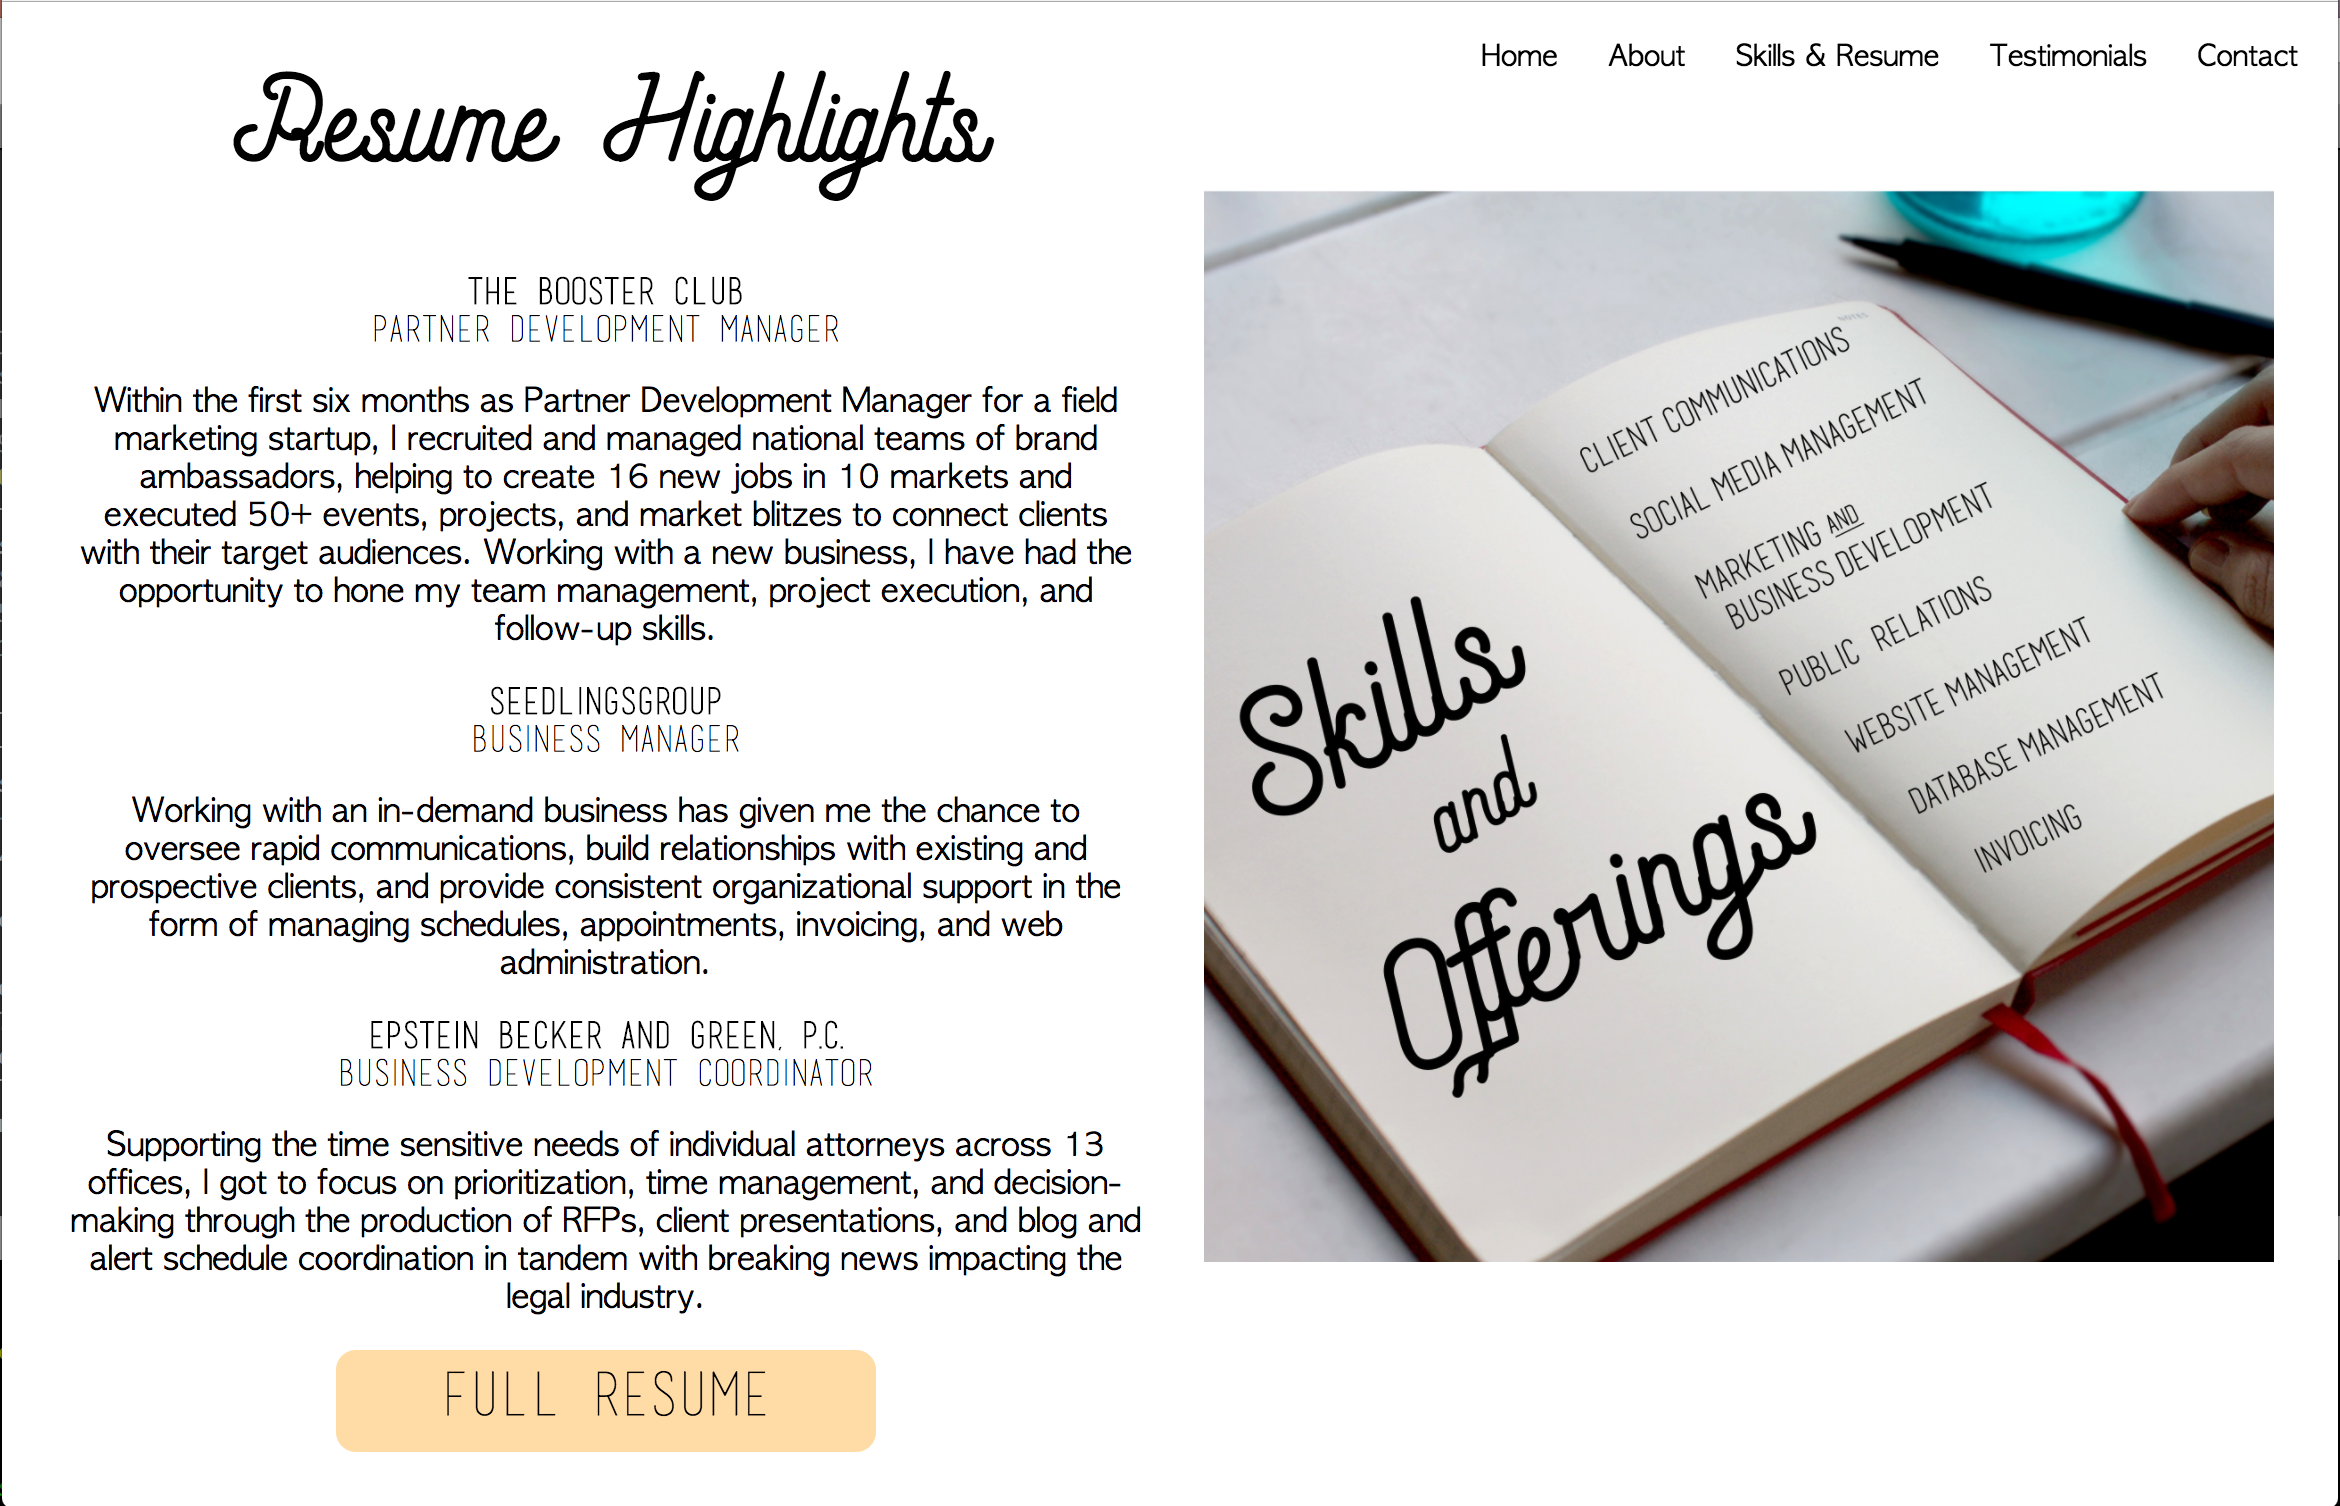 Home About Skills & Resume Testimonials Contact
Resume Highlights
THE BOOSTER CLUB
PARTNER DEVELOPMENT MANAGER
Within the first six months as Partner Development Manager for a field
marketing startup, I recruited and managed national teams of brand
ambassadors, helping to create 16 new jobs in 10 markets and
executed 50+ events, projects, and market blitzes to connect clients
with their target audiences. Working with a new business, I have had the
opportunity to hone my team management, project execution, and
follow-up skills.
SEEDLINGSGROUP
BUSINESS MANAGER
Working with an in-demand business has given me the chance to
oversee rapid communications, build relationships with existing and
prospective clients, and provide consistent organizational support in the
form of managing schedules, appointments, invoicing, and web
administration.
EPSTEIN BECKER AND GREEN, P.C.
BUSINESS DEVELOPMENT COORDINATOR
Supporting the time sensitive needs of individual attorneys across 13
offices, I got to focus on prioritization, time management, and decision-
making through the production of RFPs, client presentations, and blog and
alert schedule coordination in tandem with breaking news impacting the
legal industry.
FULL RESUME
Skills
and
Offerings
NOTES
CLIENT COMMUNICATIONS
SOCIAL MEDIA MANAGEMENT
MARKETING AND
BUSINESS DEVELOPMENT
PUBLIC RELATIONS
WEBSITE MANAGEMENT
DATABASE MANAGEMENT
INVOICING